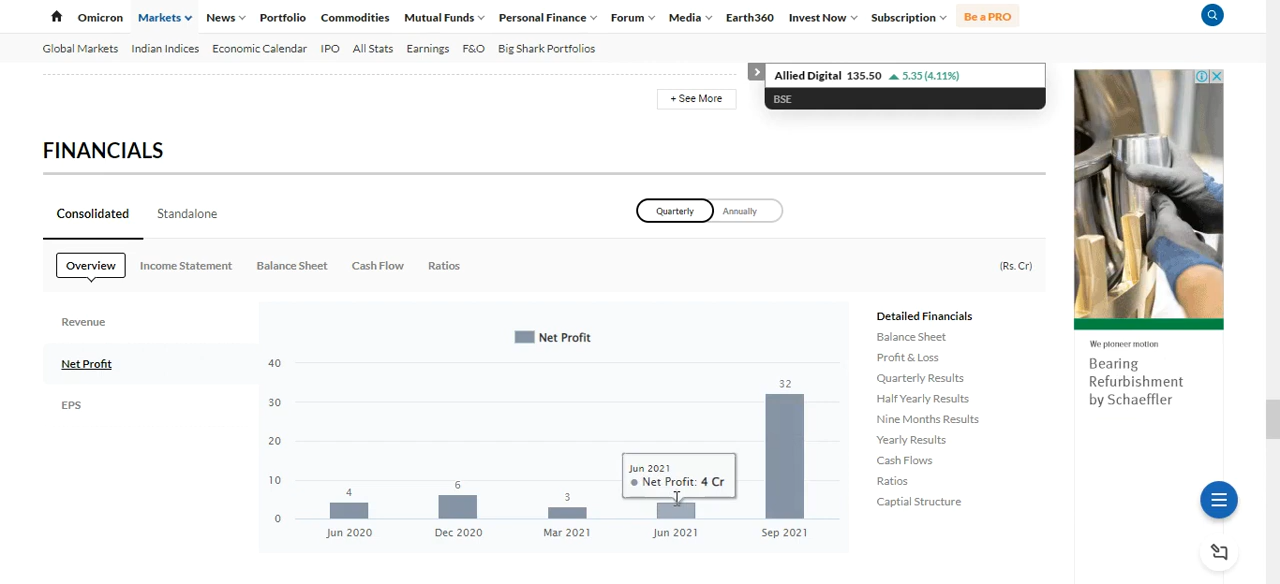 Omicron Markets News Portfolio Commodities Mutual Funds Personal Finance Forum Media Earth360 Invest Now Subscription Be a PRO
Global Markets Indian Indices Economic Calendar IPO All Stats Earnings F&O Big Shark Portfolios
Allied Digital 135.50 5.35 (4.11%)
BSE
+ See More
FINANCIALS
Consolidated Standalone Quarterly Annually
Overview Income Statement Balance Sheet Cash Flow Ratios (Rs. Cr)
Revenue
Net Profit
EPS
Net Profit
40
30
20
10
0
4
6
3
32
Jun 2021
Net Profit: 4 Cr
Jun 2020 Dec 2020 Mar 2021 Jun 2021 Sep 2021
Detailed Financials
Balance Sheet
Profit & Loss
Quarterly Results
Half Yearly Results
Nine Months Results
Yearly Results
Cash Flows
Ratios
Captial Structure
We pioneer motion
Bearing
Refurbishment
by Schaeffler